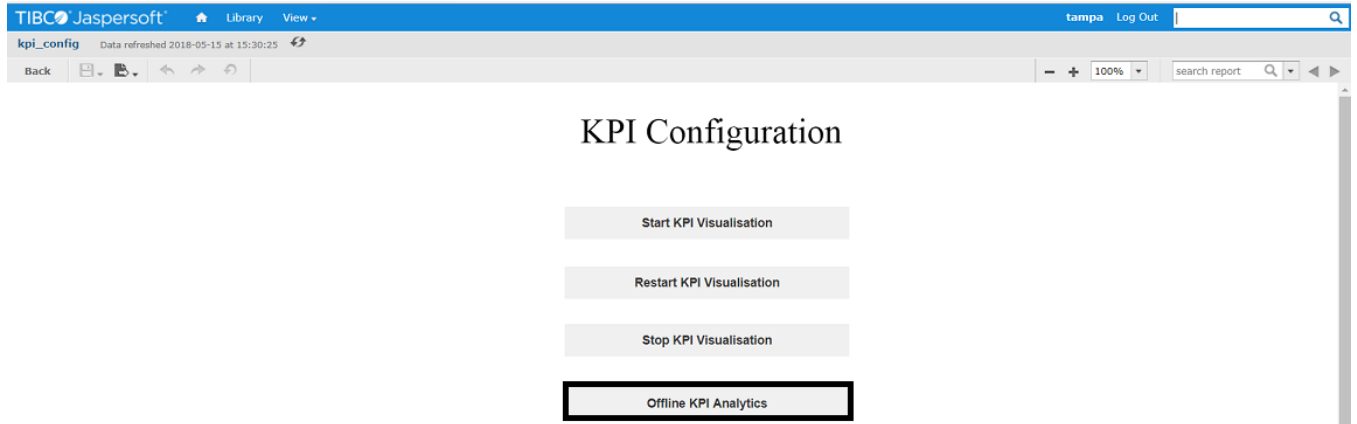 TIBCO Jaspersoft Library View tampa Log Out
kpi_config Data refreshed 2018-05-15 at 15:30:25
Back 100% search report
KPI Configuration
Start KPI Visualisation
Restart KPI Visualisation
Stop KPI Visualisation
Offline KPI Analytics